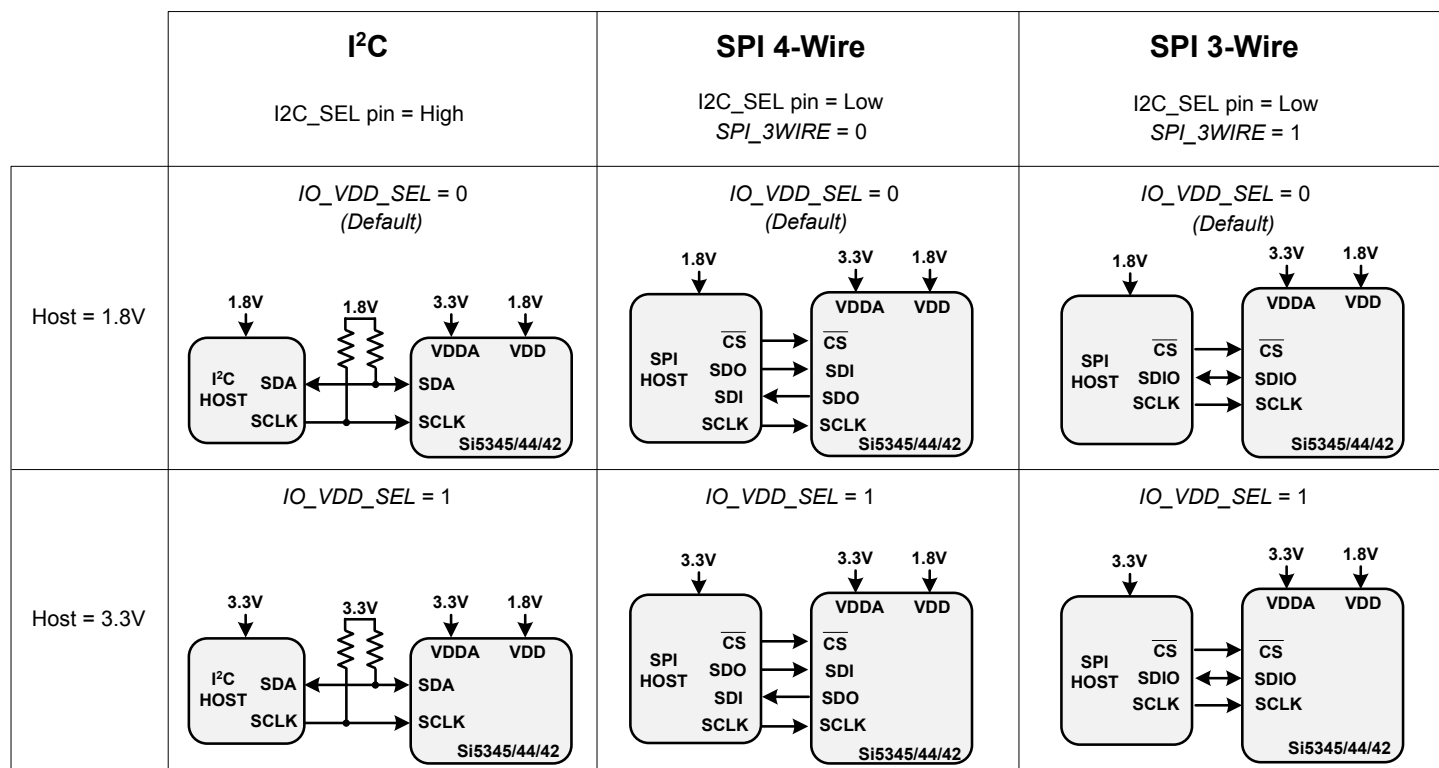 I²C
SPI 4-Wire
SPI 3-Wire
I2C_SEL pin = High
I2C_SEL pin = Low
SPI_3WIRE = 0
I2C_SEL pin = Low
SPI_3WIRE = 1
Host = 1.8V
IO_VDD_SEL = 0
(Default)
1.8V
1.8V
3.3V
1.8V
VDDA
VDD
I²C
HOST
SDA
SDA
SCLK
SCLK
Si5345/44/42
IO_VDD_SEL = 0
(Default)
1.8V
3.3V
1.8V
VDDA
VDD
SPI
HOST
CS
CS
SDO
SDI
SDI
SDO
SCLK
SCLK
Si5345/44/42
IO_VDD_SEL = 0
(Default)
1.8V
3.3V
1.8V
VDDA
VDD
SPI
HOST
CS
CS
SDIO
SDIO
SCLK
SCLK
Si5345/44/42
Host = 3.3V
IO_VDD_SEL = 1
3.3V
3.3V
3.3V
1.8V
VDDA
VDD
I²C
HOST
SDA
SDA
SCLK
SCLK
Si5345/44/42
IO_VDD_SEL = 1
3.3V
3.3V
1.8V
VDDA
VDD
SPI
HOST
CS
CS
SDO
SDI
SDI
SDO
SCLK
SCLK
Si5345/44/42
IO_VDD_SEL = 1
3.3V
3.3V
1.8V
VDDA
VDD
SPI
HOST
CS
CS
SDIO
SDIO
SCLK
SCLK
Si5345/44/42